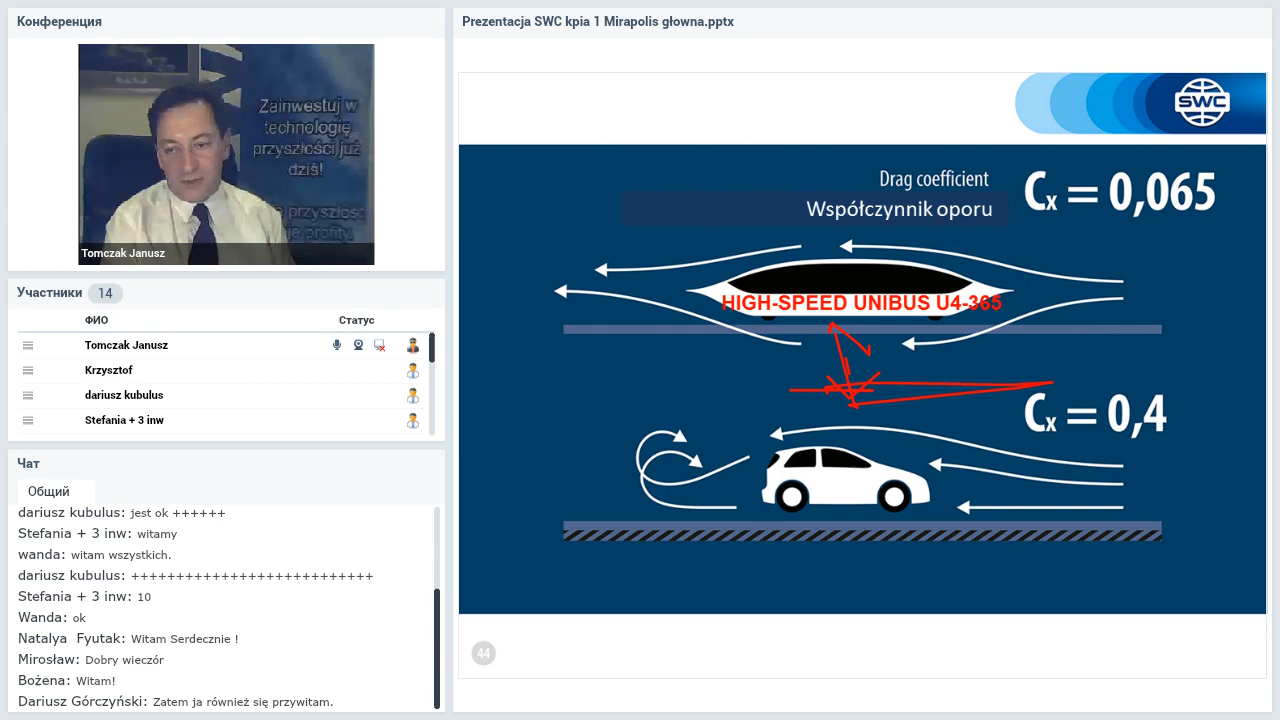 Конференция
Zainwestuj w
technologię
przyszłości już
dziś!
Tomczak Janusz
Участники 14
ФИО Статус
Tomczak Janusz
Krzysztof
dariusz kubulus
Stefania + 3 inw
Чат
Общий
dariusz kubulus: jest ok ++++++
Stefania + 3 inw: witamy
wanda: witam wszystkich.
dariusz kubulus: +++++++++++++++++++++++++++
Stefania + 3 inw: 10
Wanda: ok
Natalya Fyutak: Witam Serdecznie !
Mirosław: Dobry wieczór
Bożena: Witam!
Dariusz Górczyński: Zatem ja również się przywitam.
Prezentacja SWC kpia 1 Mirapolis głowna.pptx
SWC
Drag coefficient
Współczynnik oporu
Cx = 0,065
HIGH-SPEED UNIBUS U4-365
Cx = 0,4
44